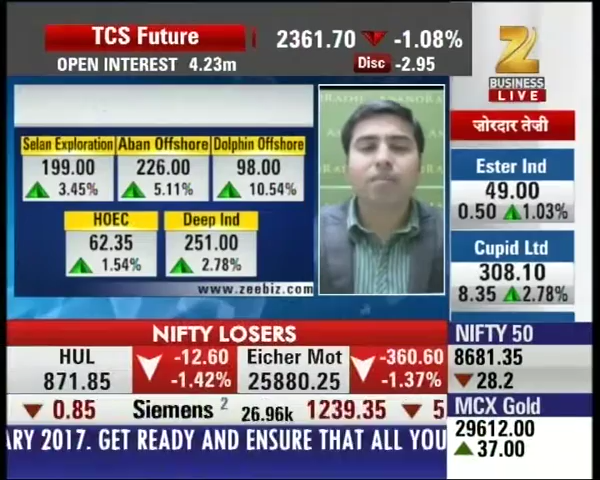 TCS Future
2361.70 -1.08%
OPEN INTEREST 4.23m
Disc -2.95
Z
BUSINESS
LIVE
Selan Exploration
199.00
3.45%
Aban Offshore
226.00
5.11%
Dolphin Offshore
98.00
10.54%
HOEC
62.35
1.54%
Deep Ind
251.00
2.78%
www.zeebiz.com
ज़ोरदार तेज़ी
Ester Ind
49.00
0.50 1.03%
Cupid Ltd
308.10
8.35 2.78%
NIFTY LOSERS
HUL
871.85
-12.60
-1.42%
Eicher Mot
25880.25
-360.60
-1.37%
NIFTY 50
8681.35
28.2
0.85 Siemens 2 26.96k 1239.35 5
MCX Gold
29612.00
37.00
ARY 2017. GET READY AND ENSURE THAT ALL YOU